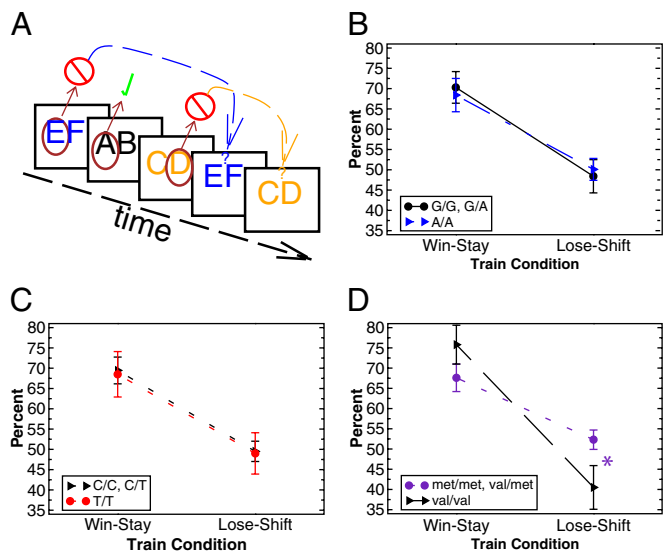 A
EF
AB
CD
?
EF
?
CD
time
B
80
75
70
65
60
55
50
45
40
35
Percent
G/G, G/A
A/A
Win-Stay
Lose-Shift
Train Condition
C
80
75
70
65
60
55
50
45
40
35
Percent
C/C, C/T
T/T
Win-Stay
Lose-Shift
Train Condition
D
80
75
70
65
60
55
50
45
40
35
Percent
*
met/met, val/met
val/val
Win-Stay
Lose-Shift
Train Condition